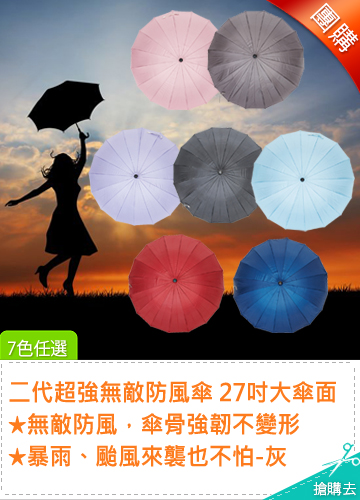 團購
7色任選
二代超強無敵防風傘 27吋大傘面
★無敵防風，傘骨強韌不變形
★暴雨、颱風來襲也不怕-灰
搶購去